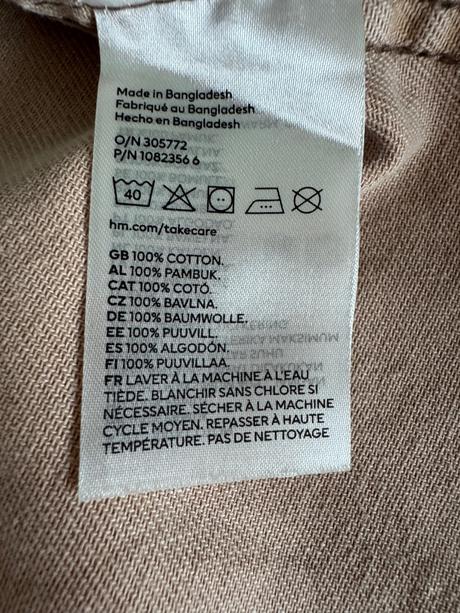 Made in Bangladesh
Fabriqué au Bangladesh
Hecho en Bangladesh
O/N 305772
P/N 1082356 6
40
hm.com/takecare
GB 100% COTTON.
AL 100% PAMBUK.
CAT 100% COTÓ.
CZ 100% BAVLNA.
DE 100% BAUMWOLLE.
EE 100% PUUVILL.
ES 100% ALGODÓN.
FI 100% PUUVILLAA.
FR LAVER À LA MACHINE À L'EAU
TIÈDE. BLANCHIR SANS CHLORE SI
NÉCESSAIRE. SÉCHER À LA MACHINE
CYCLE MOYEN. REPASSER À HAUTE
TEMPÉRATURE. PAS DE NETTOYAGE